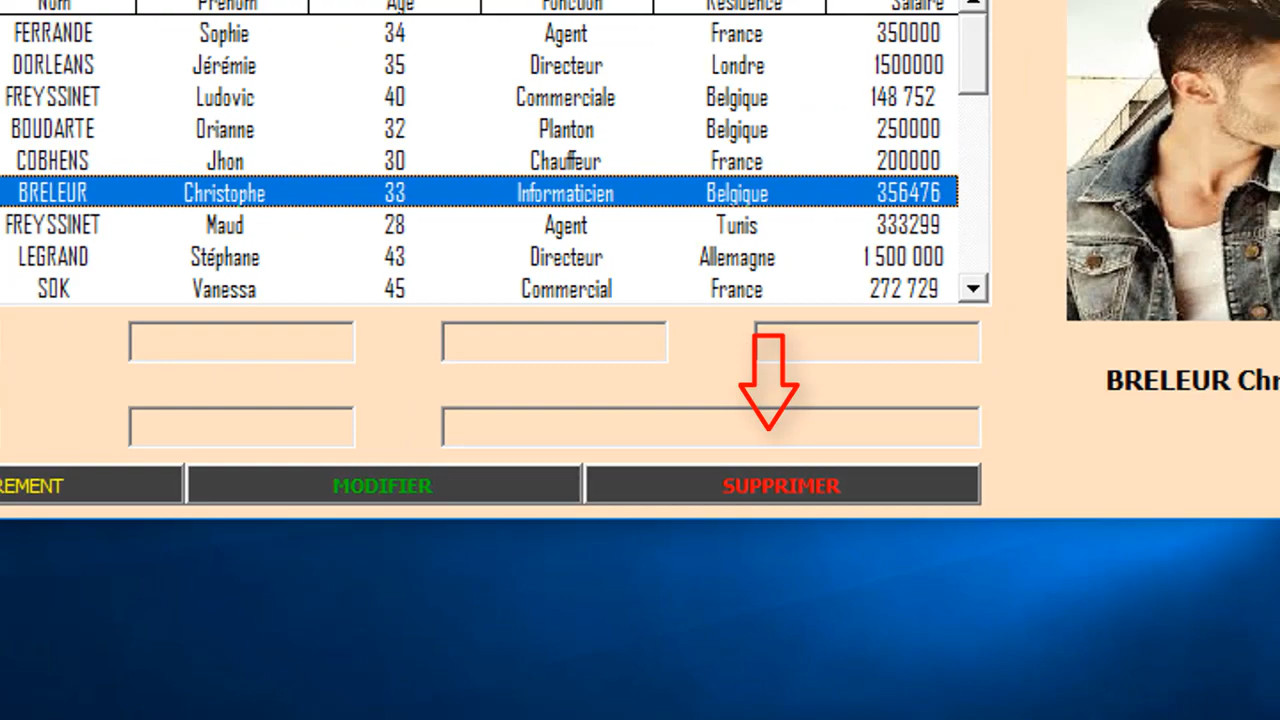 Nom Prénom Age Fonction Résidence Salaire
FERRANDE Sophie 34 Agent France 350000
DORLEANS Jérémie 35 Directeur Londre 1500000
FREYSSINET Ludovic 40 Commerciale Belgique 148 752
BOUDARTE Orianne 32 Planton Belgique 250000
COBHENS Jhon 30 Chauffeur France 200000
BRELEUR Christophe 33 Informaticien Belgique 356476
FREYSSINET Maud 28 Agent Tunis 333299
LEGRAND Stéphane 43 Directeur Allemagne 1 500 000
SOK Vanessa 45 Commercial France 272 729
BRELEUR Chr
REMENT MODIFIER SUPPRIMER